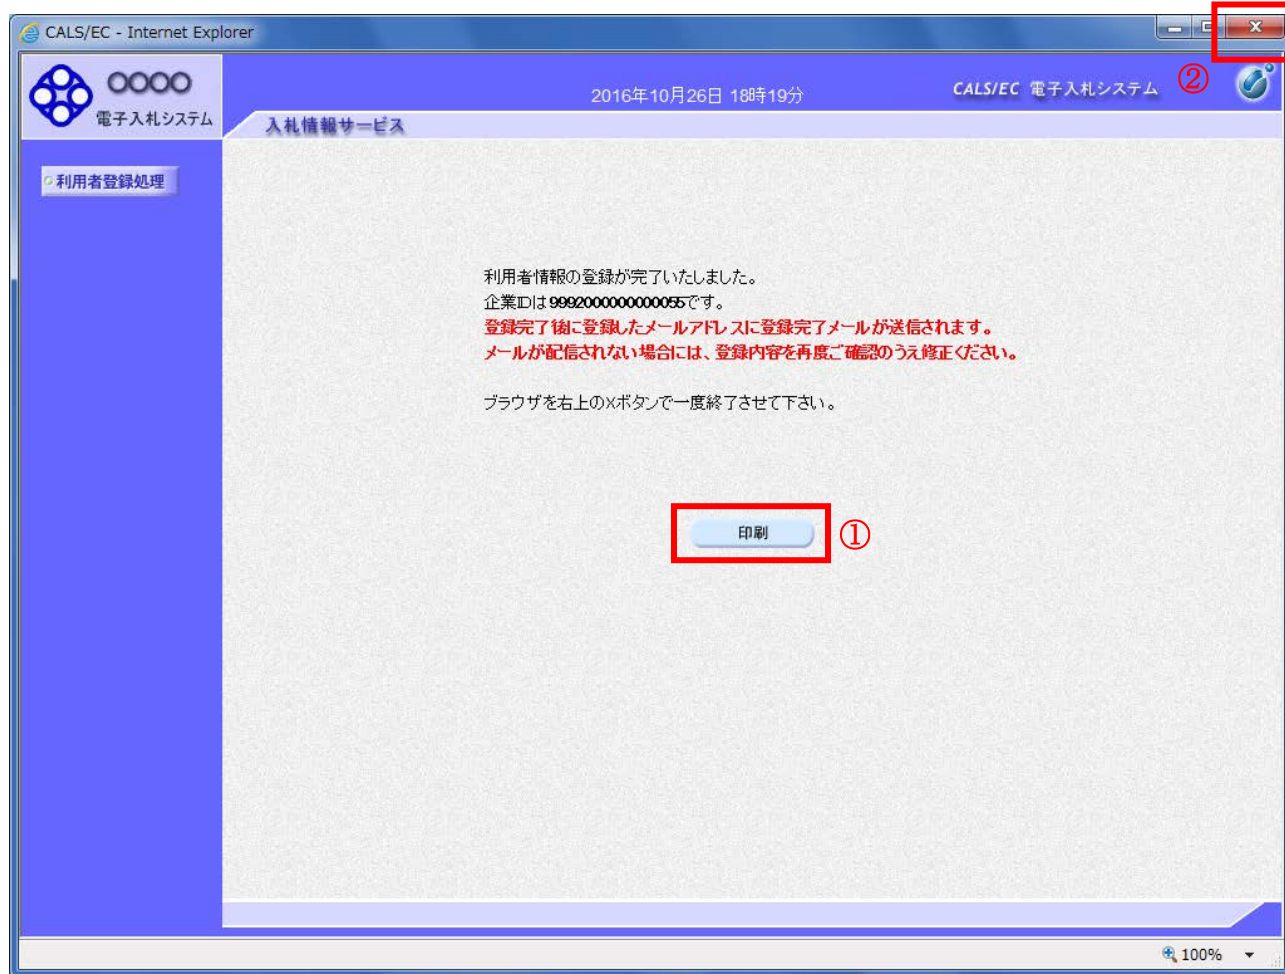 CALS/EC - Internet Explorer
○○○○
電子入札システム
2016年10月26日 18時19分
CALS/EC 電子入札システム
②
入札情報サービス
利用者登録処理
利用者情報の登録が完了いたしました。
企業IDは9992000000000055です。
登録完了後に登録したメールアドレスに登録完了メールが送信されます。
メールが配信されない場合には、登録内容を再度ご確認のうえ修正ください。
ブラウザを右上の×ボタンで一度終了させて下さい。
印刷
①
100%